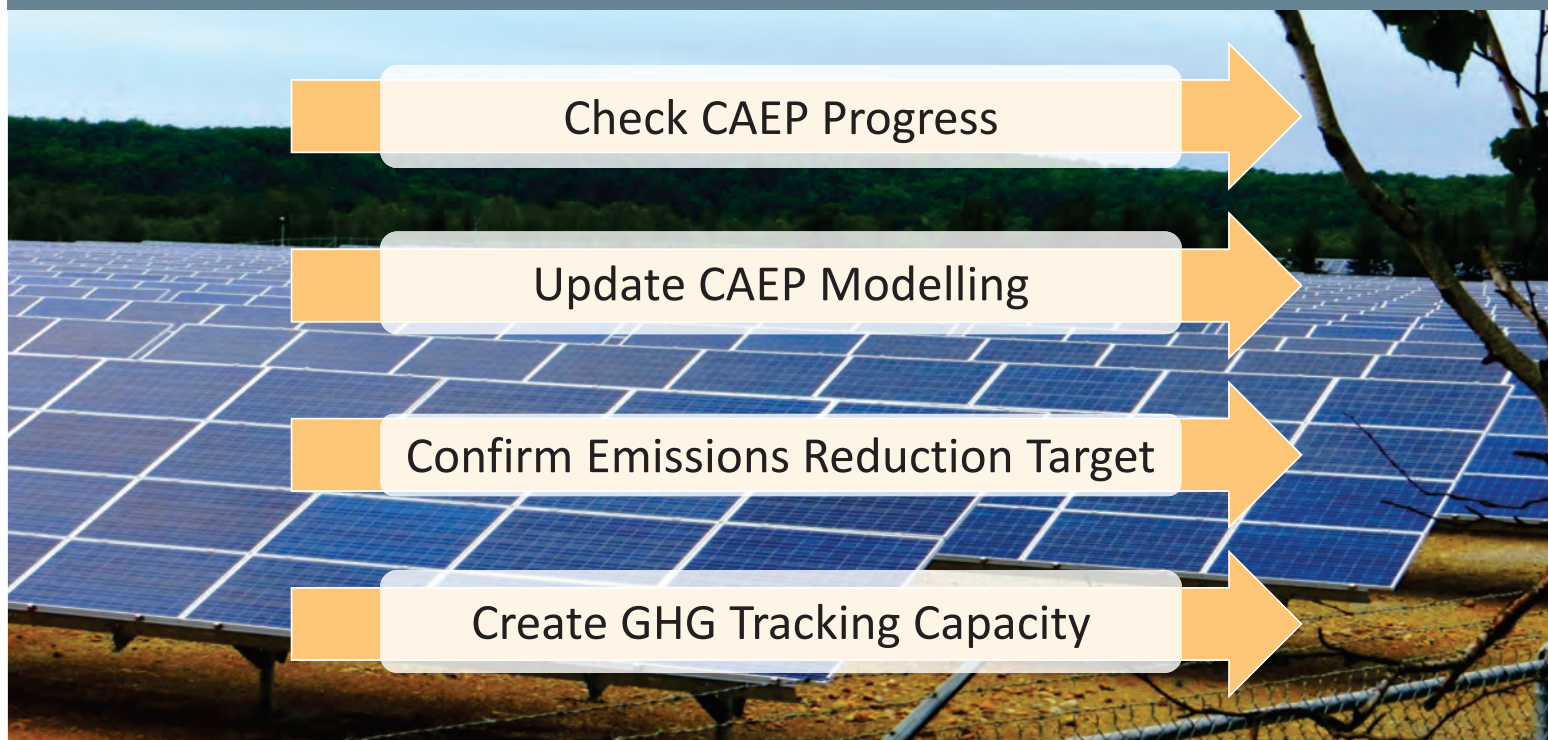 Check CAEP Progress
Update CAEP Modelling
Confirm Emissions Reduction Target
Create GHG Tracking Capacity